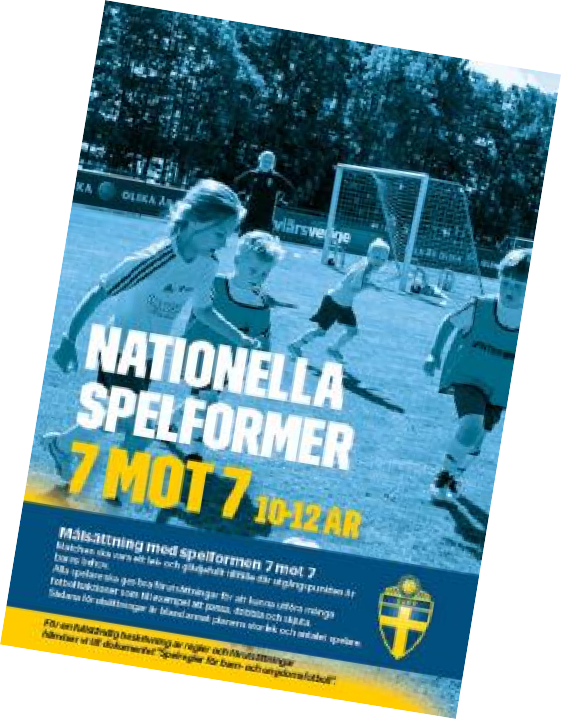 OLEKA
NATIONELLA
SPELFORMER
7 MOT 7 10-12 ÅR
Målsättning med spelformen 7 mot 7
Matchen ska vara ett lek- och glädjefyllt tillfälle där utgångspunkten är
barns behov.
Alla spelare ska ges bra förutsättningar för att kunna utföra många
fotbollsaktioner som till exempel att passa, dribbla och skjuta.
Sådana förutsättningar är bland annat planens storlek och antalet spelare.
För en fullständig beskrivning av regler och förutsättningar
hänvisar vi till dokumentet "Spelregler för barn- och ungdomsfotboll".